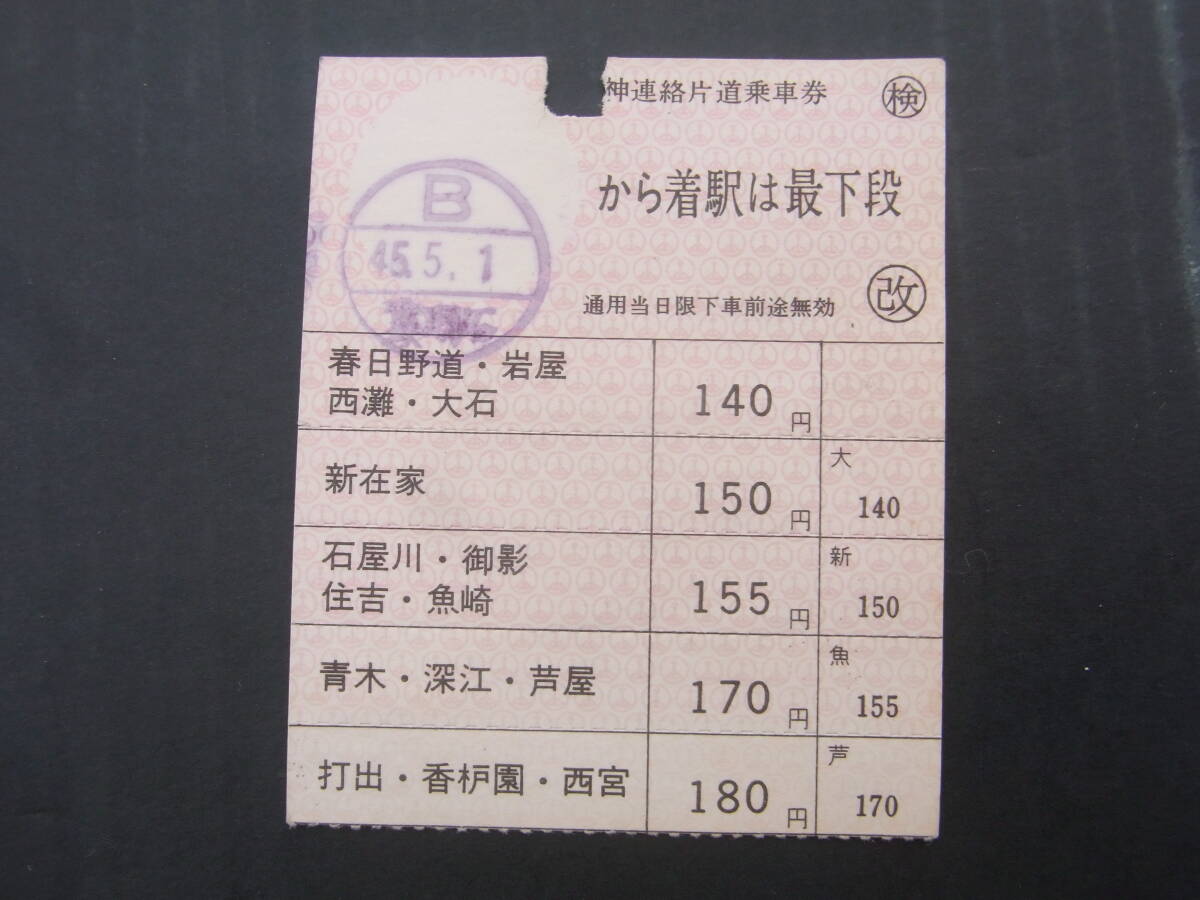 神連絡片道乗車券
検
から着駅は最下段
B
45.5.1
通用当日限下車前途無効
改
春日野道・岩屋
西灘・大石
140円
新在家
150円
大
140
石屋川・御影
住吉・魚崎
155円
新
150
青木・深江・芦屋
170円
魚
155
打出・香枦園・西宮
180円
芦
170